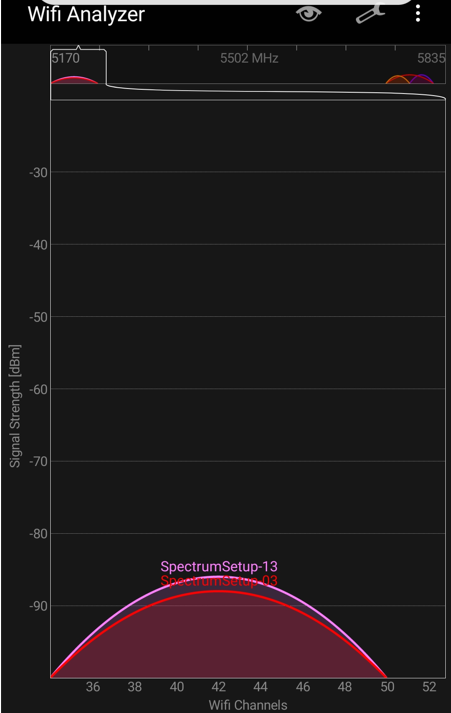 Wifi Analyzer
5170 5502 MHz 5835
-30
-40
-50
-60
-70
-80
-90
Signal Strength [dBm]
SpectrumSetup-13
SpectrumSetup-03
36 38 40 42 44 46 48 50 52
Wifi Channels